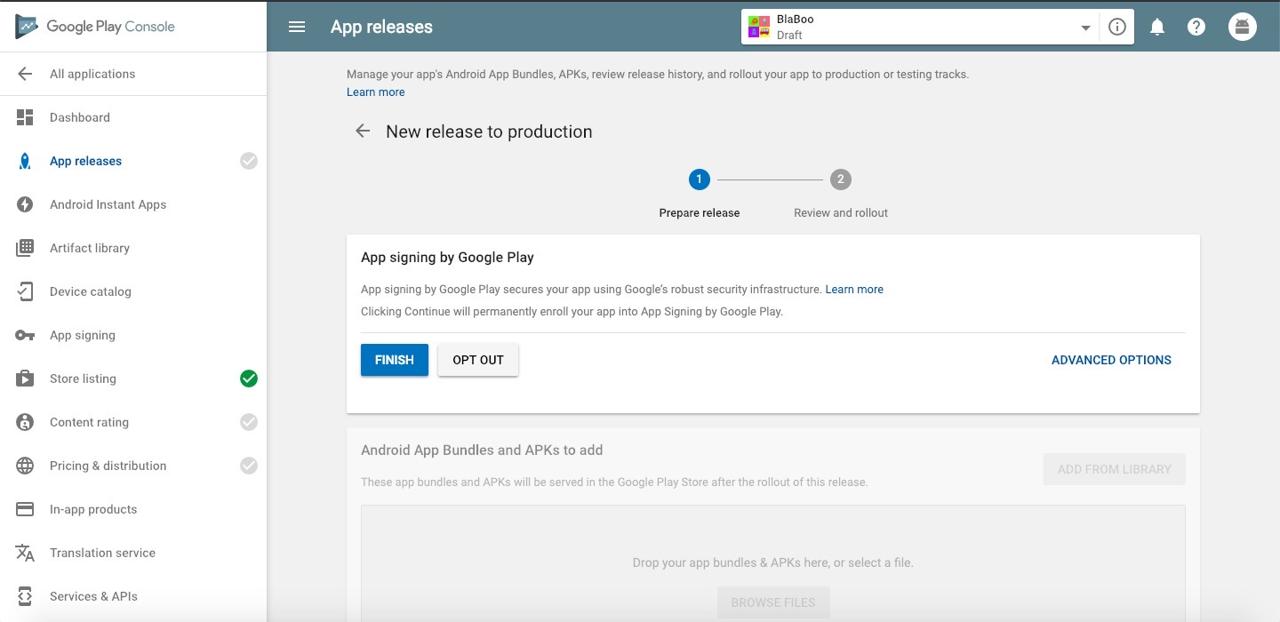 Google Play Console
App releases
BlaBoo
Draft
All applications
Dashboard
App releases
Android Instant Apps
Artifact library
Device catalog
App signing
Store listing
Content rating
Pricing & distribution
In-app products
Translation service
Services & APIs
Manage your app's Android App Bundles, APKs, review release history, and rollout your app to production or testing tracks.
Learn more
New release to production
1
2
Prepare release
Review and rollout
App signing by Google Play
App signing by Google Play secures your app using Google's robust security infrastructure. Learn more
Clicking Continue will permanently enroll your app into App Signing by Google Play.
FINISH
OPT OUT
ADVANCED OPTIONS
Android App Bundles and APKs to add
These app bundles and APKs will be served in the Google Play Store after the rollout of this release.
ADD FROM LIBRARY
Drop your app bundles & APKs here, or select a file.
BROWSE FILES